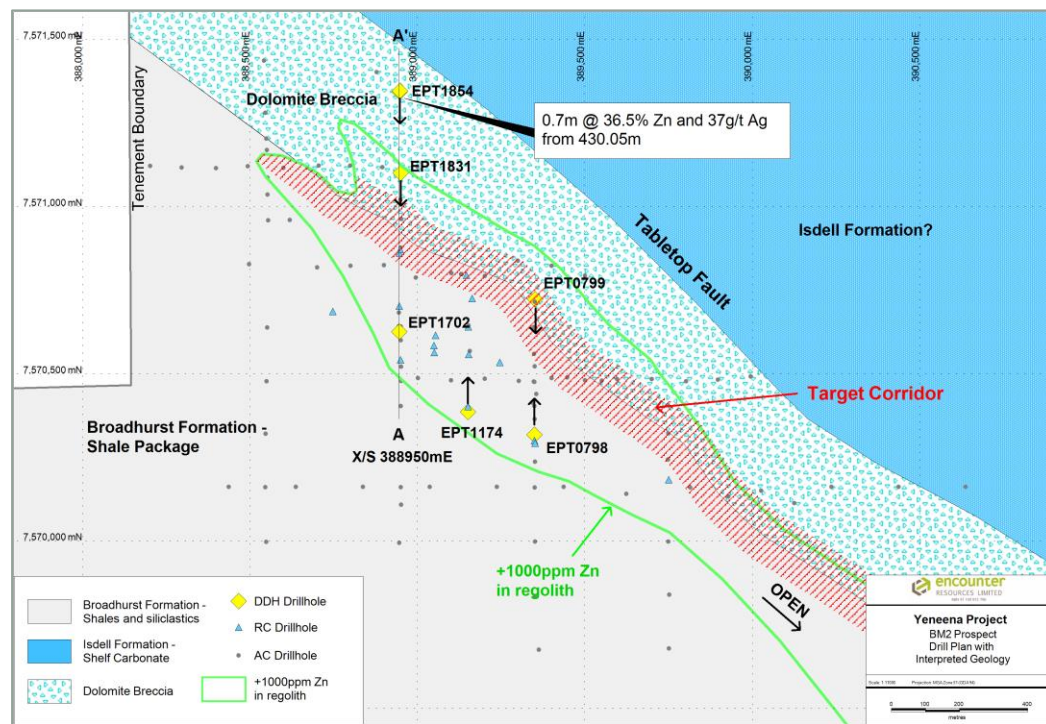 388,000 mE
388,500 mE
389,000 mE
389,500 mE
390,000 mE
390,500 mE
7,571,500 mN
7,571,000 mN
7,570,500 mN
7,570,000 mN
A'
EPT1854
Dolomite Breccia
0.7m @ 36.5% Zn and 37g/t Ag
from 430.05m
Tenement Boundary
EPT1831
Tabletop Fault
Isdell Formation?
EPT0799
EPT1702
Target Corridor
Broadhurst Formation -
Shale Package
A
EPT1174
EPT0798
X/S 388950mE
+1000ppm Zn
in regolith
OPEN
Broadhurst Formation -
Shales and siliclastics
Isdell Formation -
Shelf Carbonate
Dolomite Breccia
DDH Drillhole
RC Drillhole
AC Drillhole
+1000ppm Zn
in regolith
encounter
RESOURCES LIMITED
Yeneena Project
BM2 Prospect
Drill Plan with
Interpreted Geology
0 100 200 400
metres